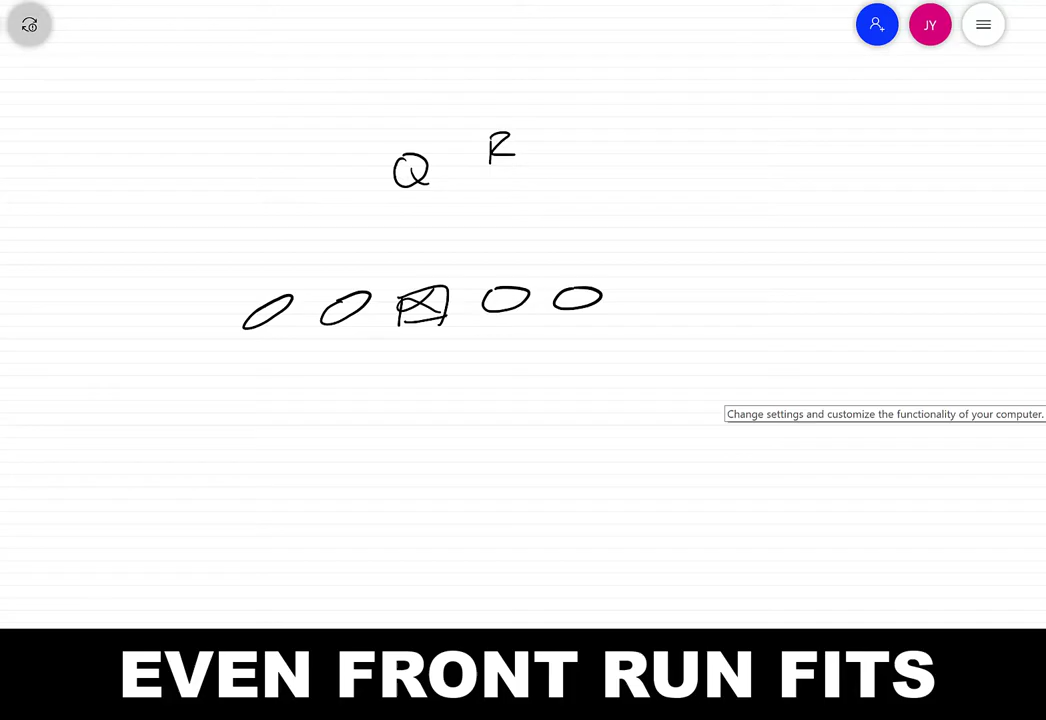 JY
Q R
Change settings and customize the functionality of your computer.
EVEN FRONT RUN FITS